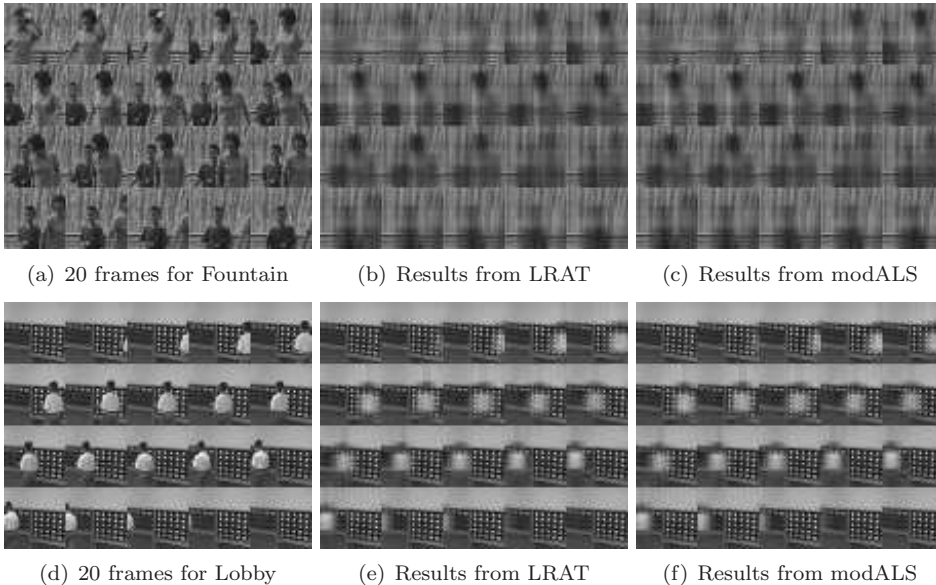 (a) 20 frames for Fountain
(b) Results from LRAT
(c) Results from modALS
(d) 20 frames for Lobby
(e) Results from LRAT
(f) Results from modALS